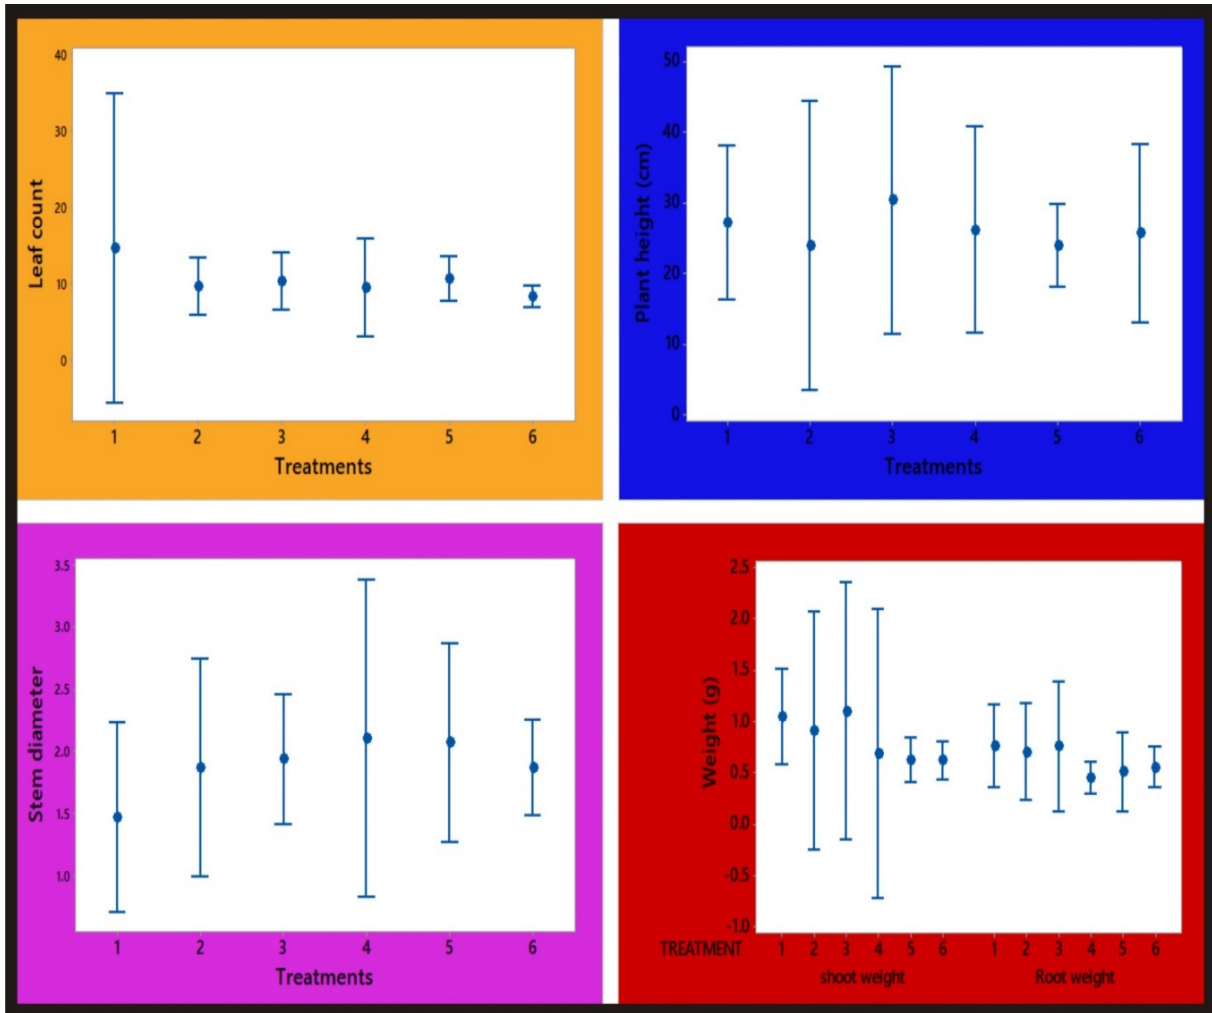 40
30
20
10
0
Leaf count
1 2 3 4 5 6
Treatments
50
40
30
20
10
0
Plant height (cm)
1 2 3 4 5 6
Treatments
3.5
3.0
2.5
2.0
1.5
1.0
Stem diameter
1 2 3 4 5 6
Treatments
2.5
2.0
1.5
1.0
0.5
0.0
-0.5
-1.0
Weight (g)
TREATMENT 1 2 3 4 5 6 1 2 3 4 5 6
shoot weight Root weight